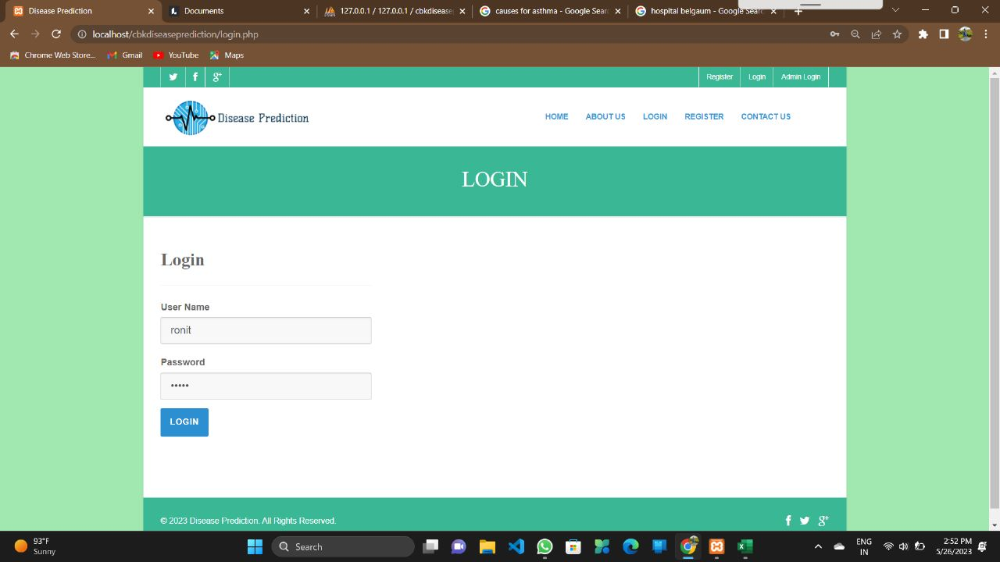 Disease Prediction
Documents
127.0.0.1 / 127.0.0.1 / cbkdisease
causes for asthma - Google Sear
hospital belgaum - Google Searc
localhost/cbkdiseaseprediction/login.php
Chrome Web Store...
Gmail
YouTube
Maps
Register
Login
Admin Login
Disease Prediction
HOME
ABOUT US
LOGIN
REGISTER
CONTACT US
LOGIN
Login
User Name
ronit
Password
•••••
LOGIN
© 2023 Disease Prediction. All Rights Reserved.
93°F
Sunny
Search
ENG
IN
2:52 PM
5/26/2023